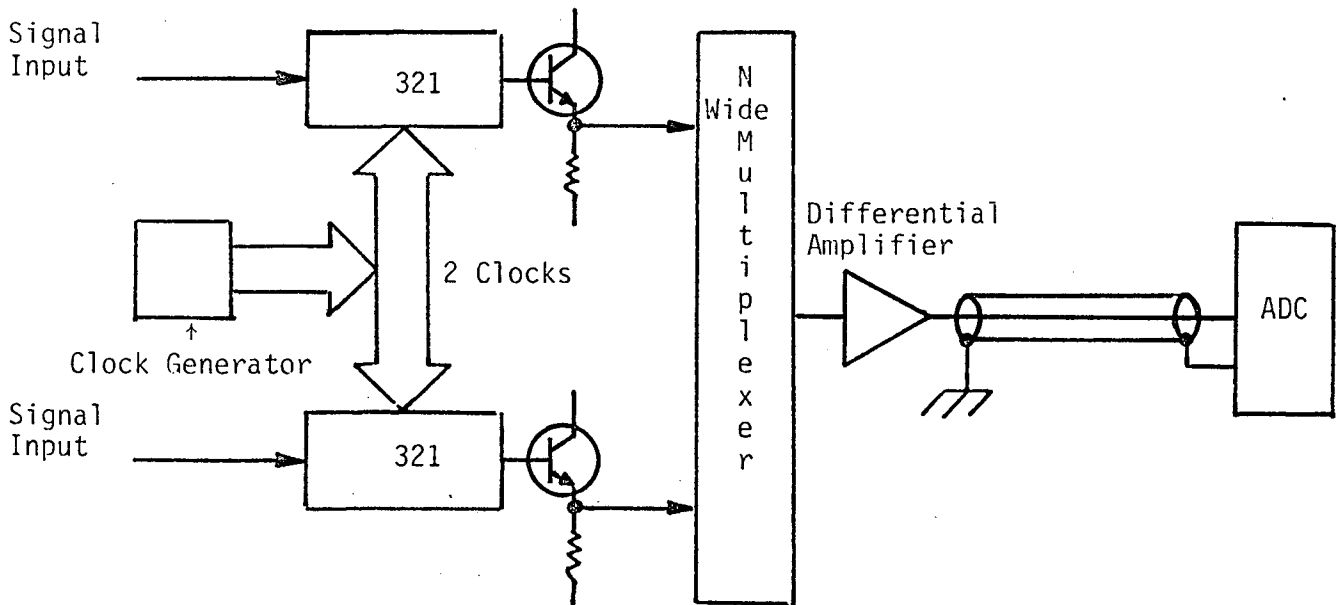 Signal
Input
321
N
Wide
M
u
l
t
i
p
l
e
x
e
r
Differential
Amplifier
2 Clocks
ADC
↑
Clock Generator
Signal
Input
321